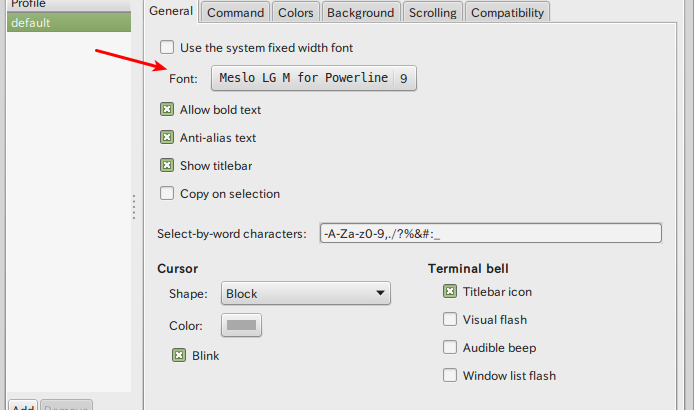 Profile
default
General
Command
Colors
Background
Scrolling
Compatibility
Use the system fixed width font
Font: Meslo LG M for Powerline 9
Allow bold text
Anti-alias text
Show titlebar
Copy on selection
Select-by-word characters: -A-Za-z0-9,./?%&#:_
Cursor
Shape: Block
Color:
Blink
Terminal bell
Titlebar icon
Visual flash
Audible beep
Window list flash
Add
Remove